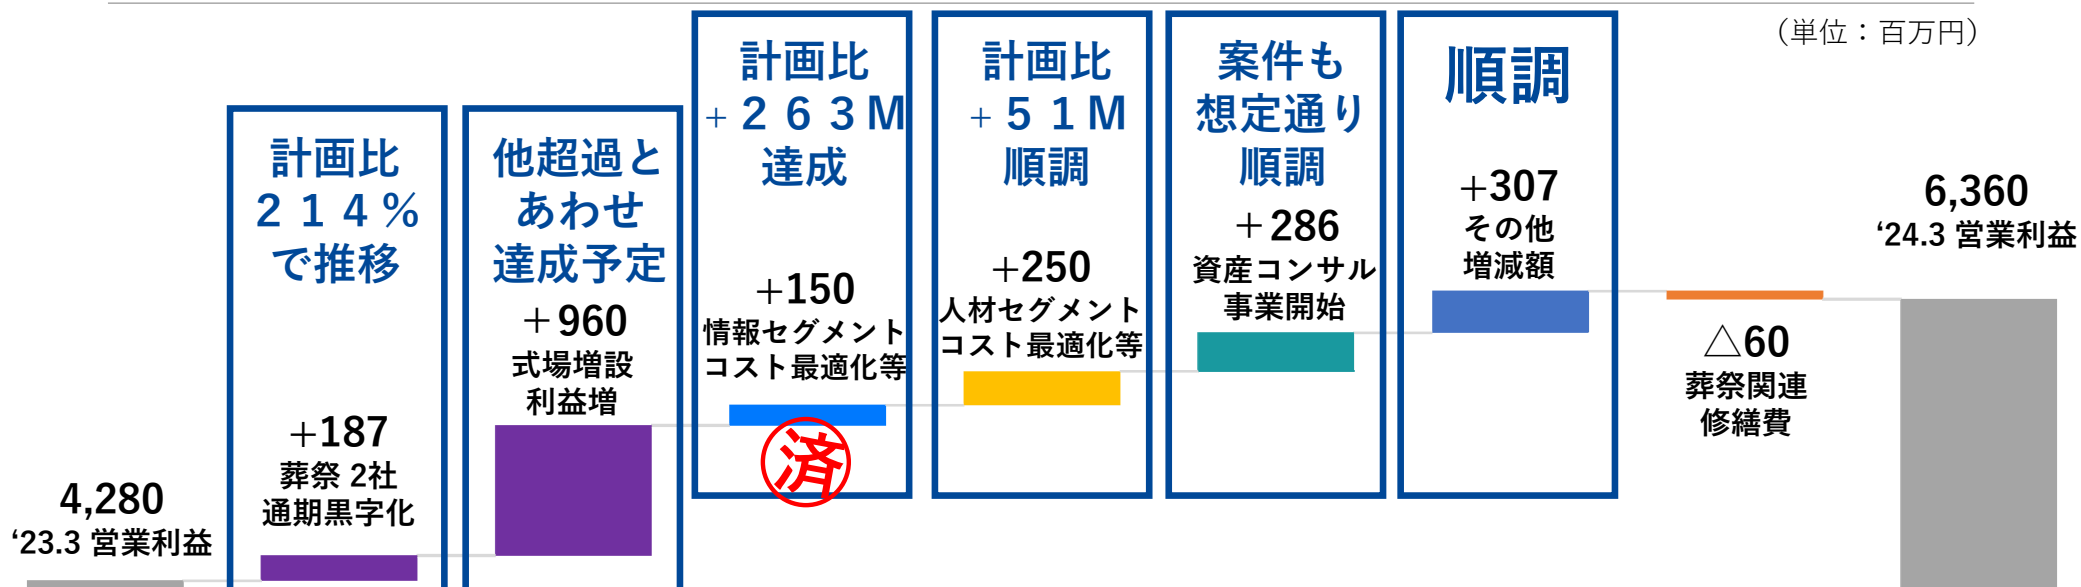 （単位：百万円）
4,280
‘23.3 営業利益
計画比
２１４％
で推移
+187
葬祭 2社
通期黒字化
他超過と
あわせ
達成予定
+960
式場増設
利益増
計画比
+２６３M
達成
+150
情報セグメント
コスト最適化等
済
計画比
+５１M
順調
+250
人材セグメント
コスト最適化等
案件も
想定通り
順調
+286
資産コンサル
事業開始
順調
+307
その他
増減額
△60
葬祭関連
修繕費
6,360
‘24.3 営業利益